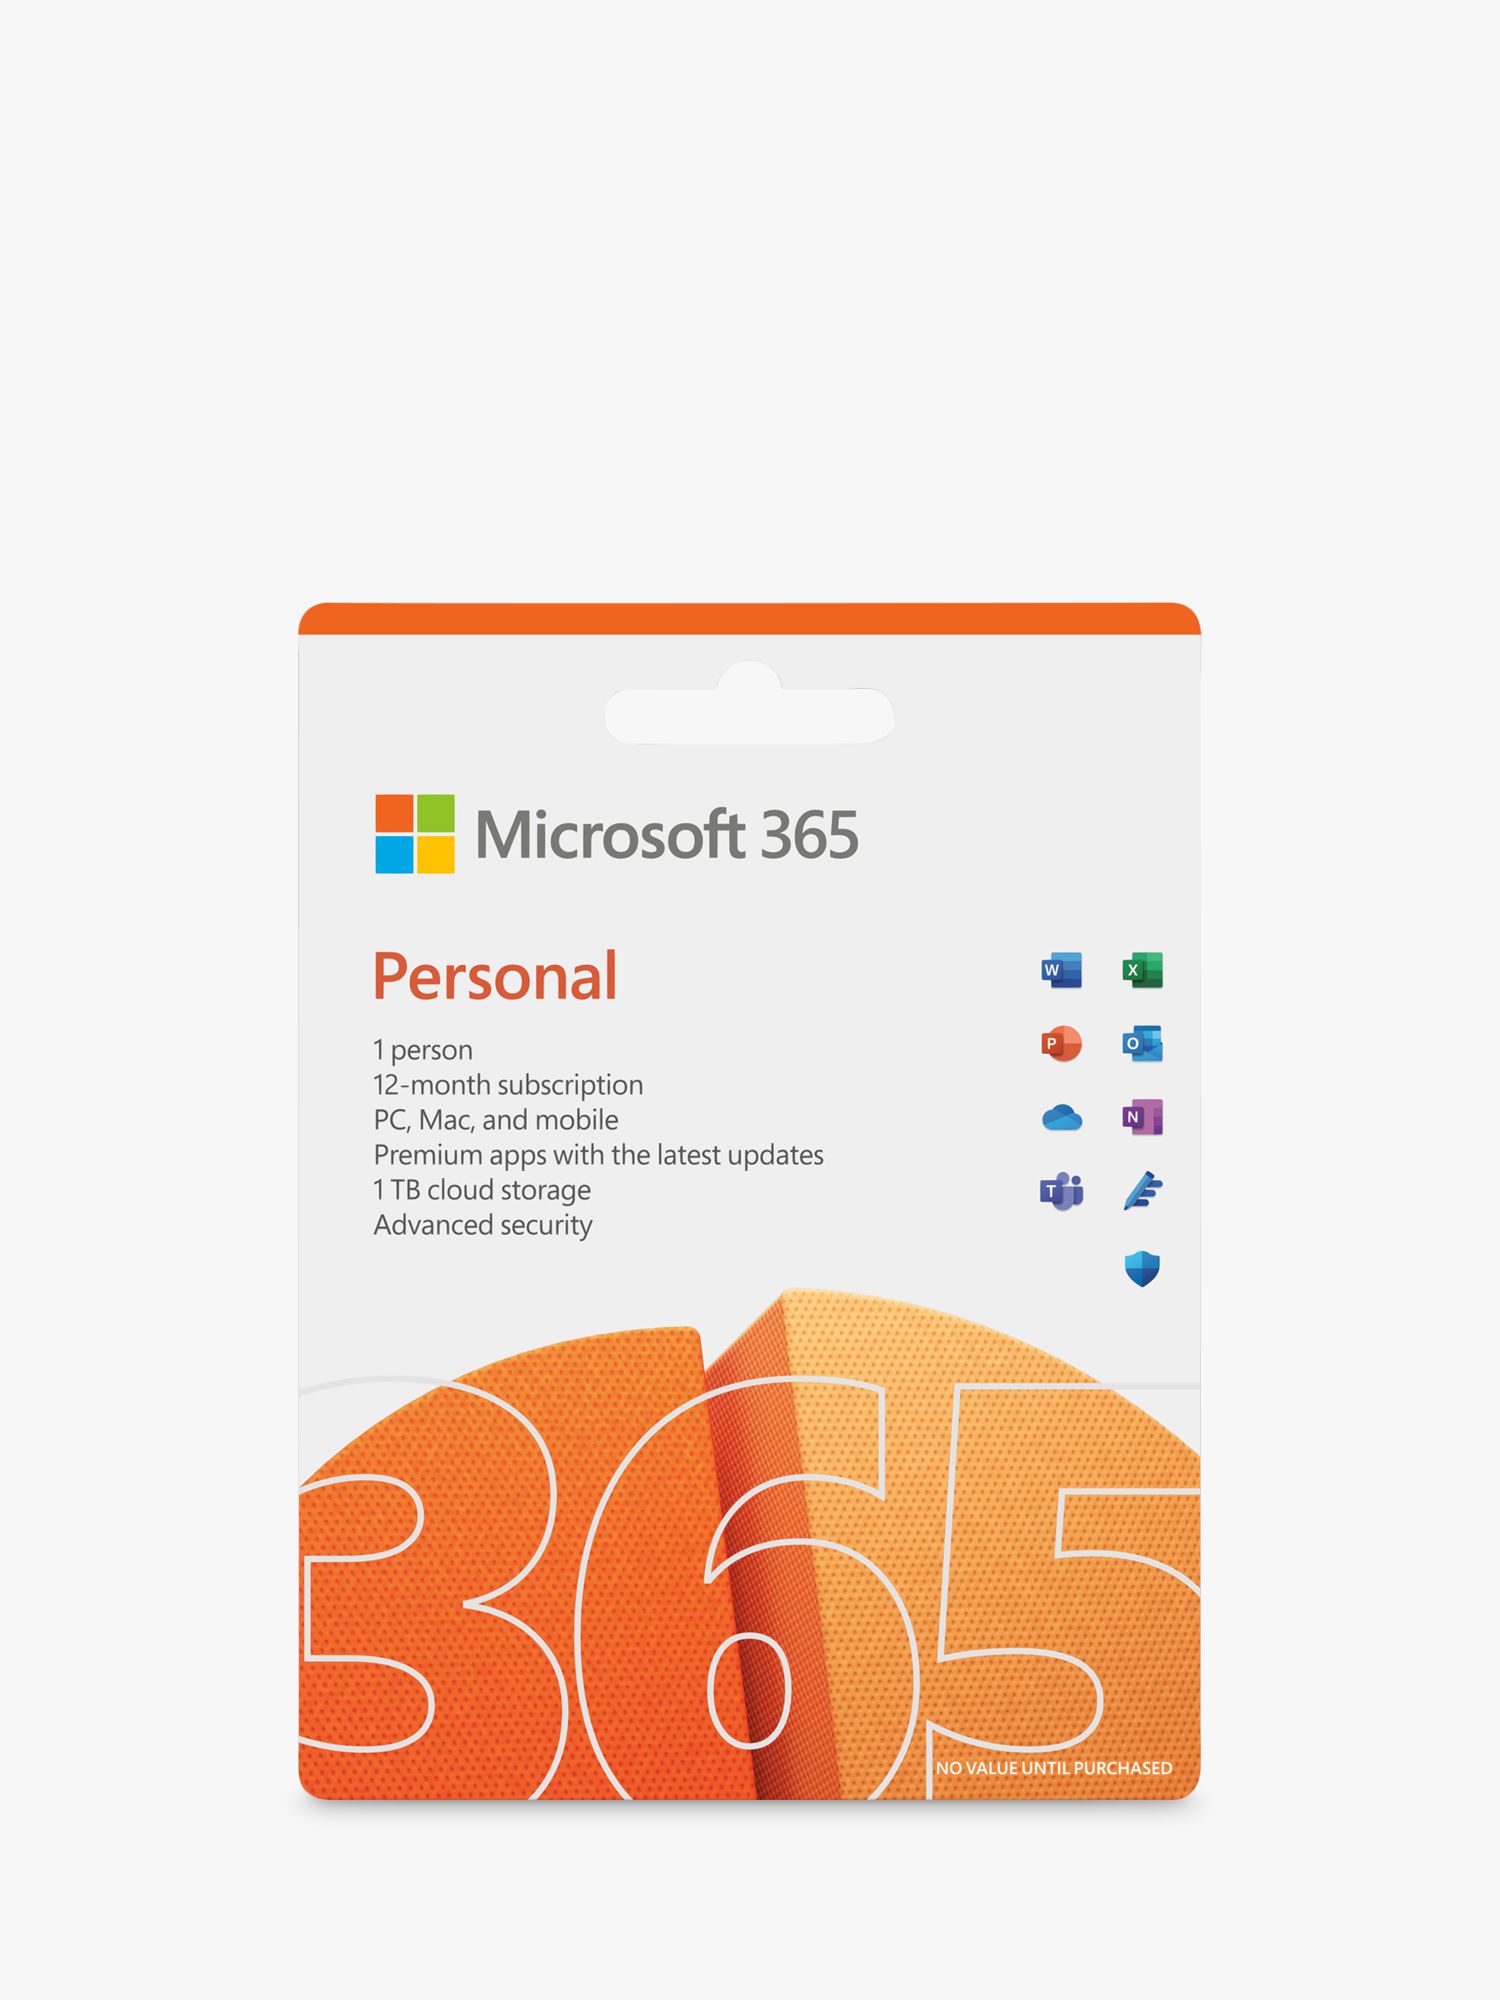 Microsoft 365
Personal
1 person
12-month subscription
PC, Mac, and mobile
Premium apps with the latest updates
1 TB cloud storage
Advanced security
W X
P O
N
T
365
NO VALUE UNTIL PURCHASED